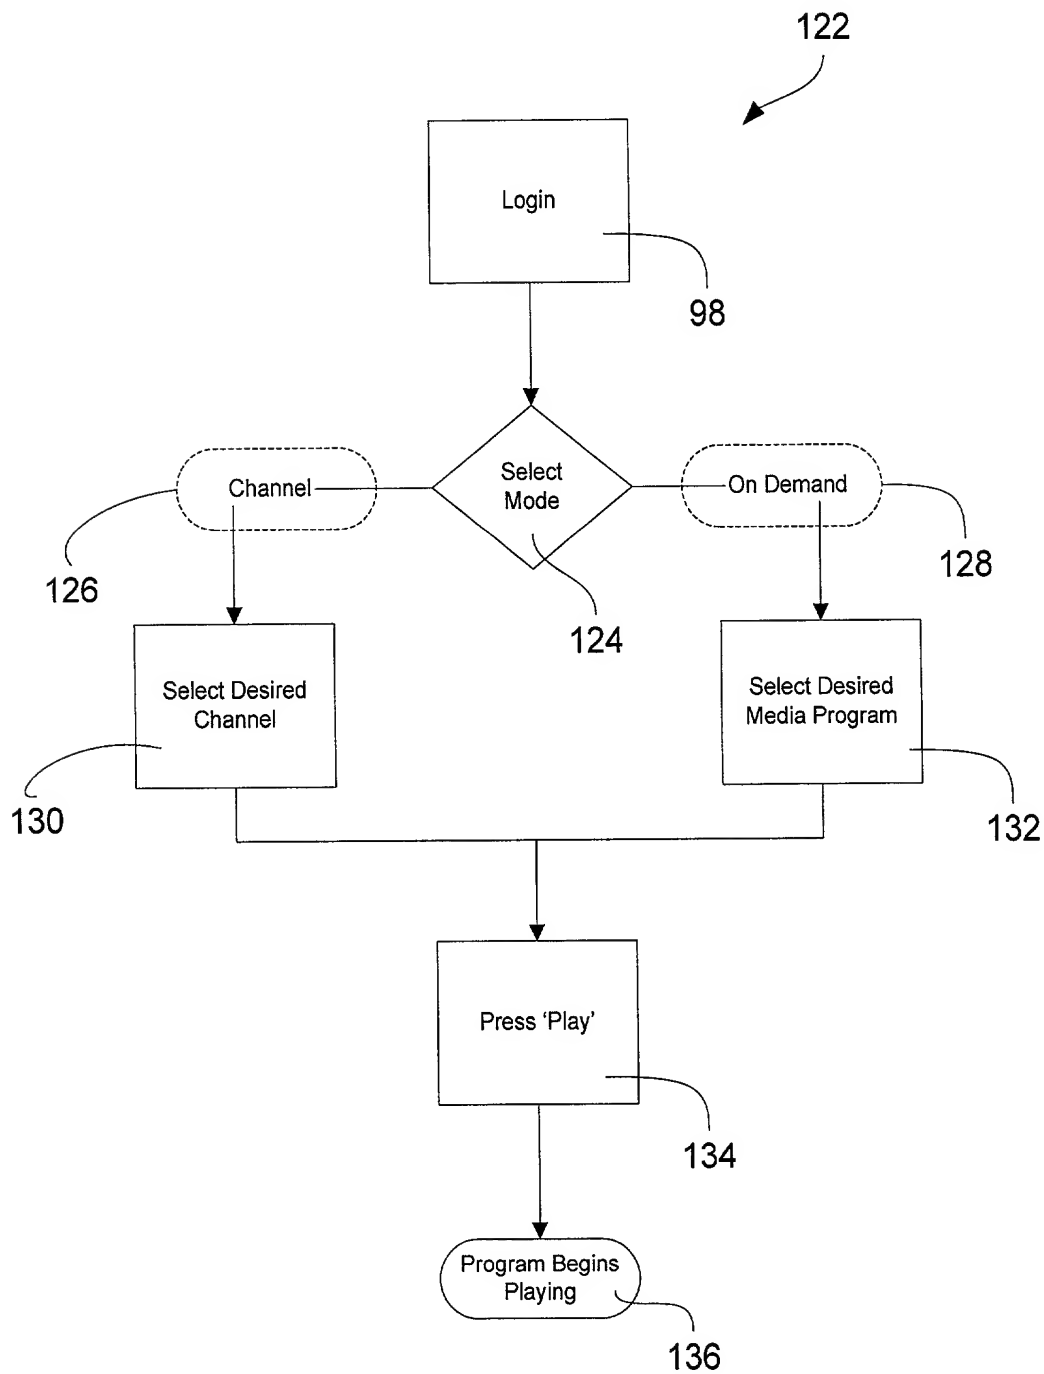 122
Login
98
Select
Mode
Channel
On Demand
126
128
124
Select Desired
Channel
Select Desired
Media Program
130
132
Press ‘Play’
134
Program Begins
Playing
136